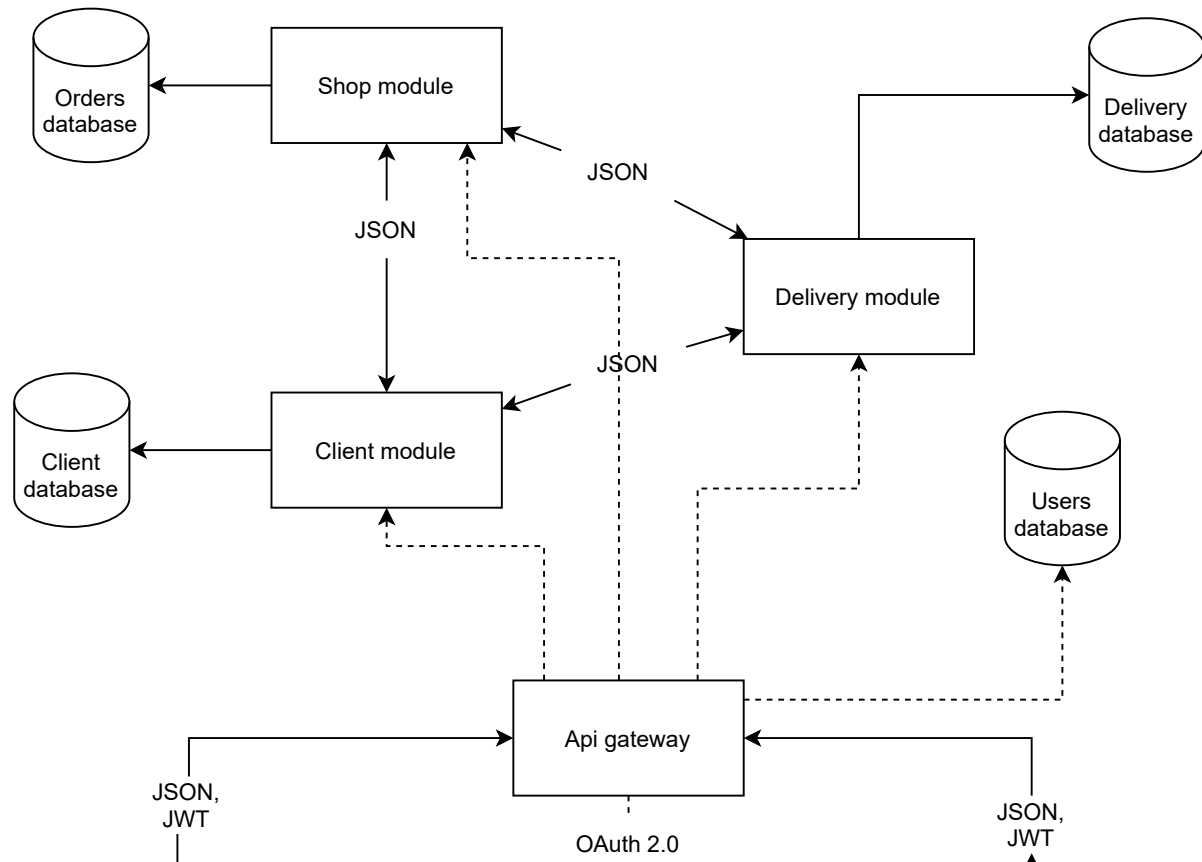 Orders
database
Shop module
Delivery
database
JSON
JSON
Delivery module
JSON
Client
database
Client module
Users
database
Api gateway
JSON,
JWT
JSON,
JWT
OAuth 2.0